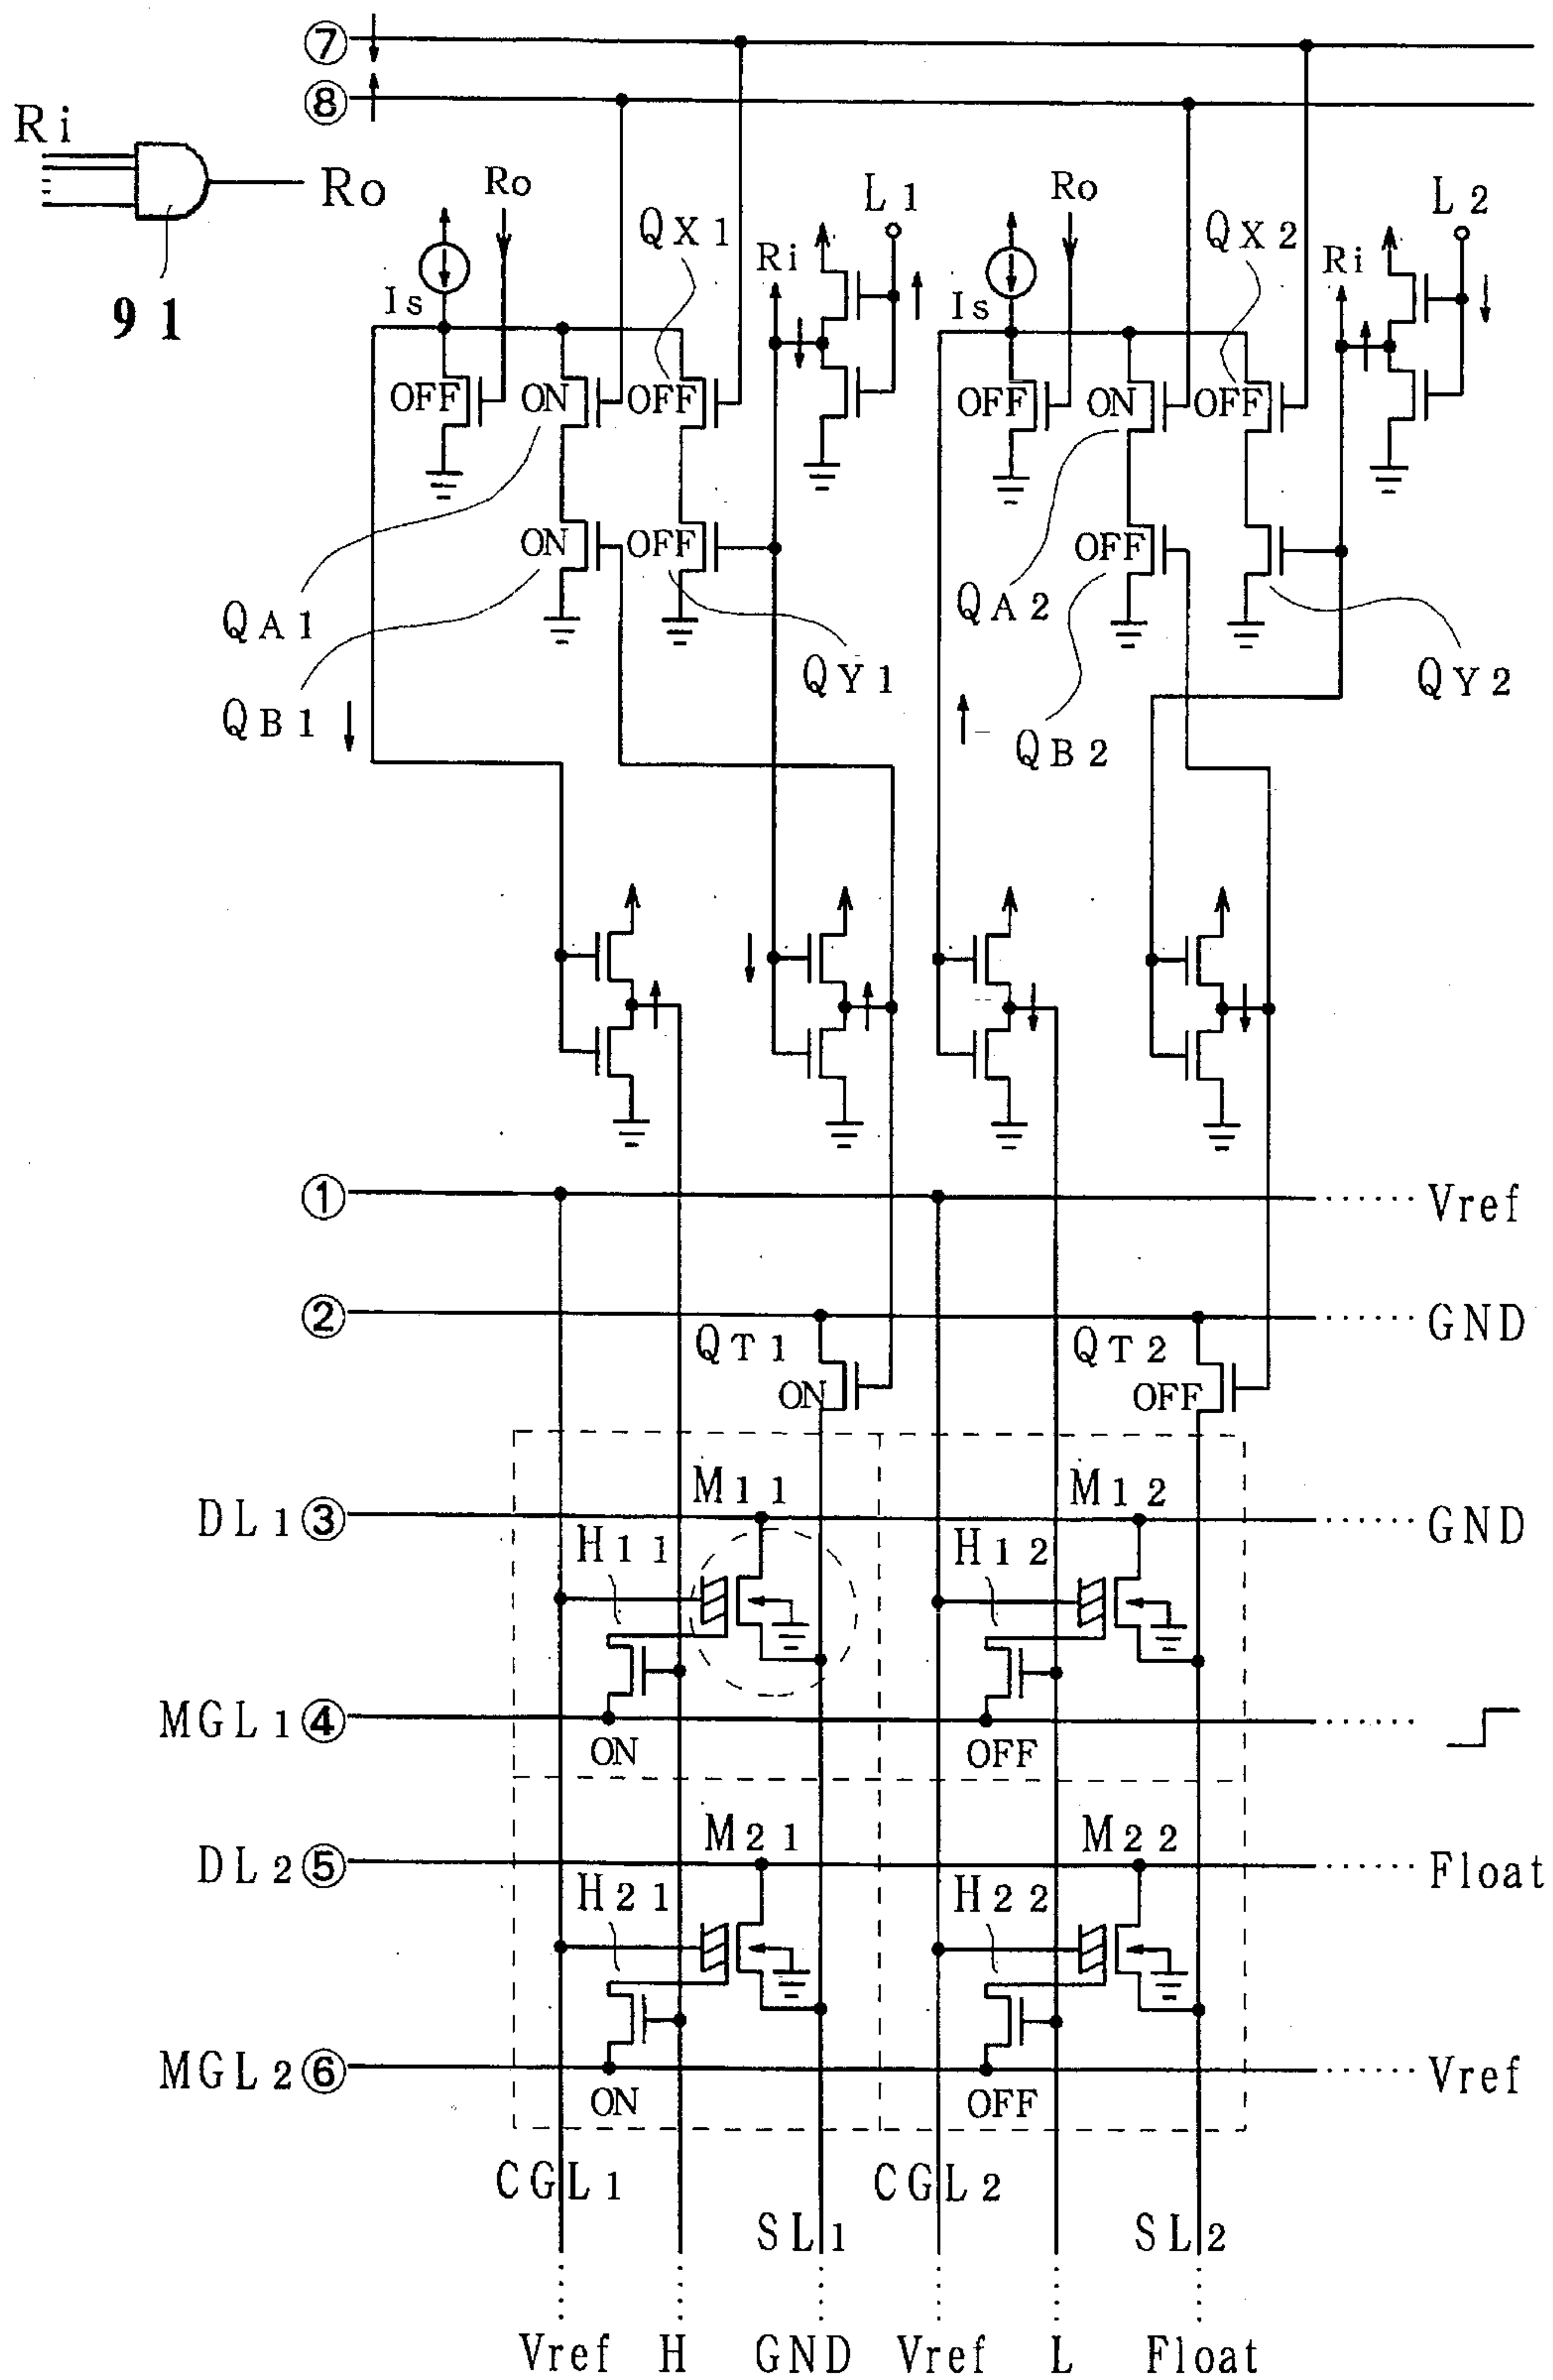 ⑦
⑧
Ri
Ro
91
Ro
L1
Ro
L2
QX1
QX2
Ri
Ri
Is
Is
OFF
ON
OFF
OFF
ON
OFF
ON
OFF
OFF
QA1
QA2
QY1
QY2
QB1
QB2
①
Vref
②
GND
QT1
QT2
ON
OFF
M11
M12
DL1③
GND
H11
H12
MGL1④
ON
OFF
M21
M22
DL2⑤
Float
H21
H22
MGL2⑥
Vref
ON
OFF
CGL1
CGL2
SL1
SL2
Vref H GND Vref L Float